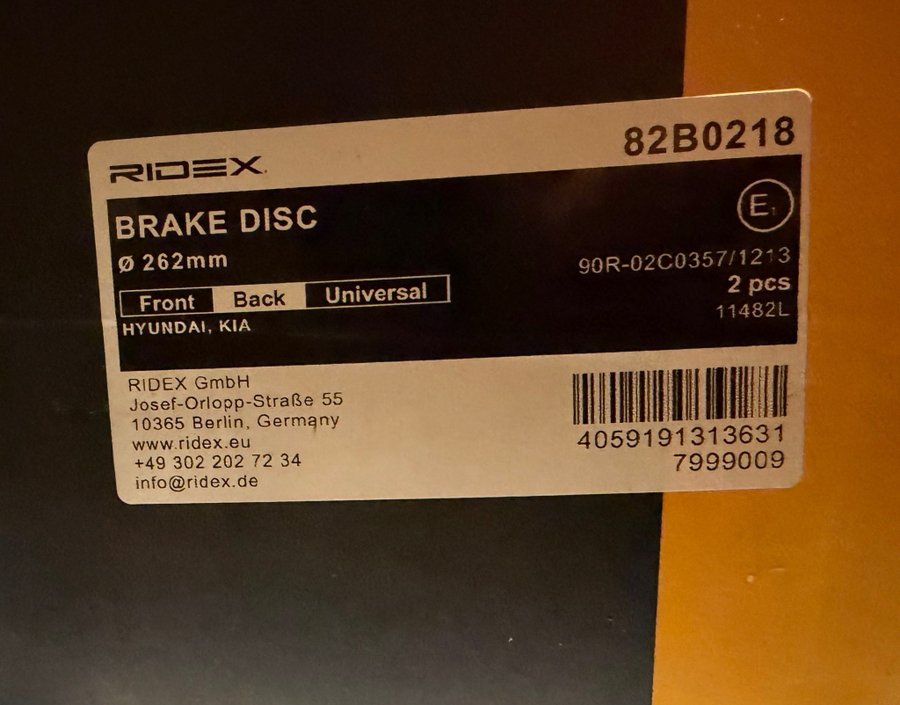 RIDEX
82B0218
BRAKE DISC
E1
Ø 262mm
90R-02C0357/1213
2 pcs
Front Back Universal
11482L
HYUNDAI, KIA
RIDEX GmbH
Josef-Orlopp-Straße 55
10365 Berlin, Germany
www.ridex.eu
+49 302 202 72 34
info@ridex.de
4059191313631
7999009